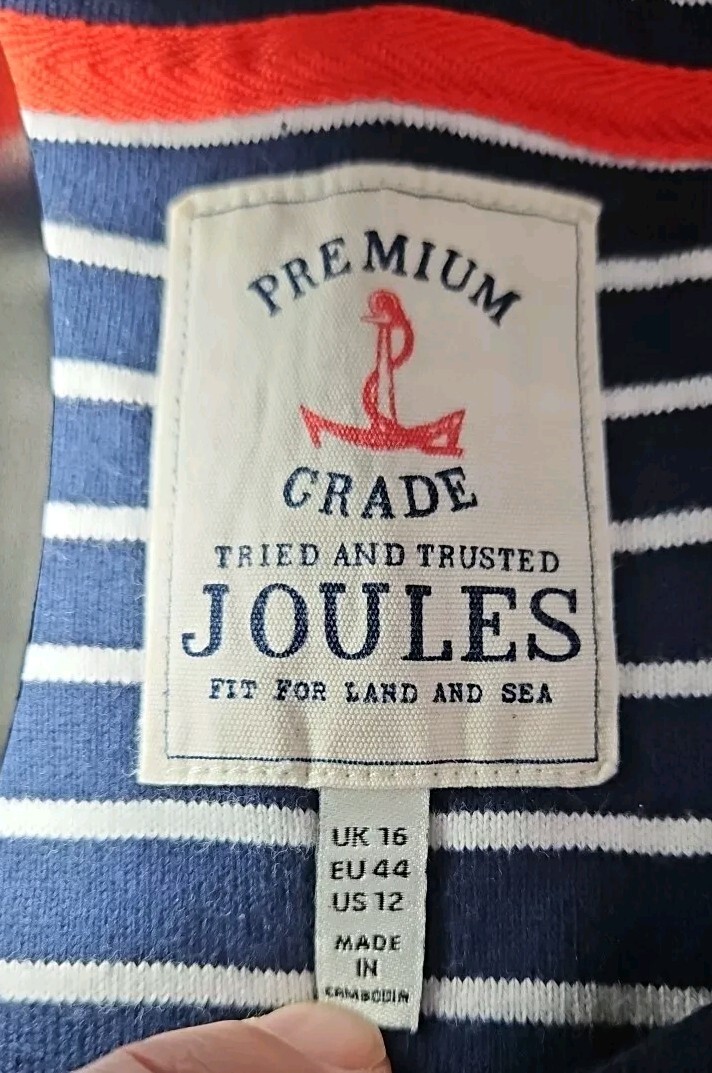 PREMIUM
GRADE
TRIED AND TRUSTED
JOULES
FIT FOR LAND AND SEA
UK 16
EU 44
US 12
MADE
IN
CAMBODIA